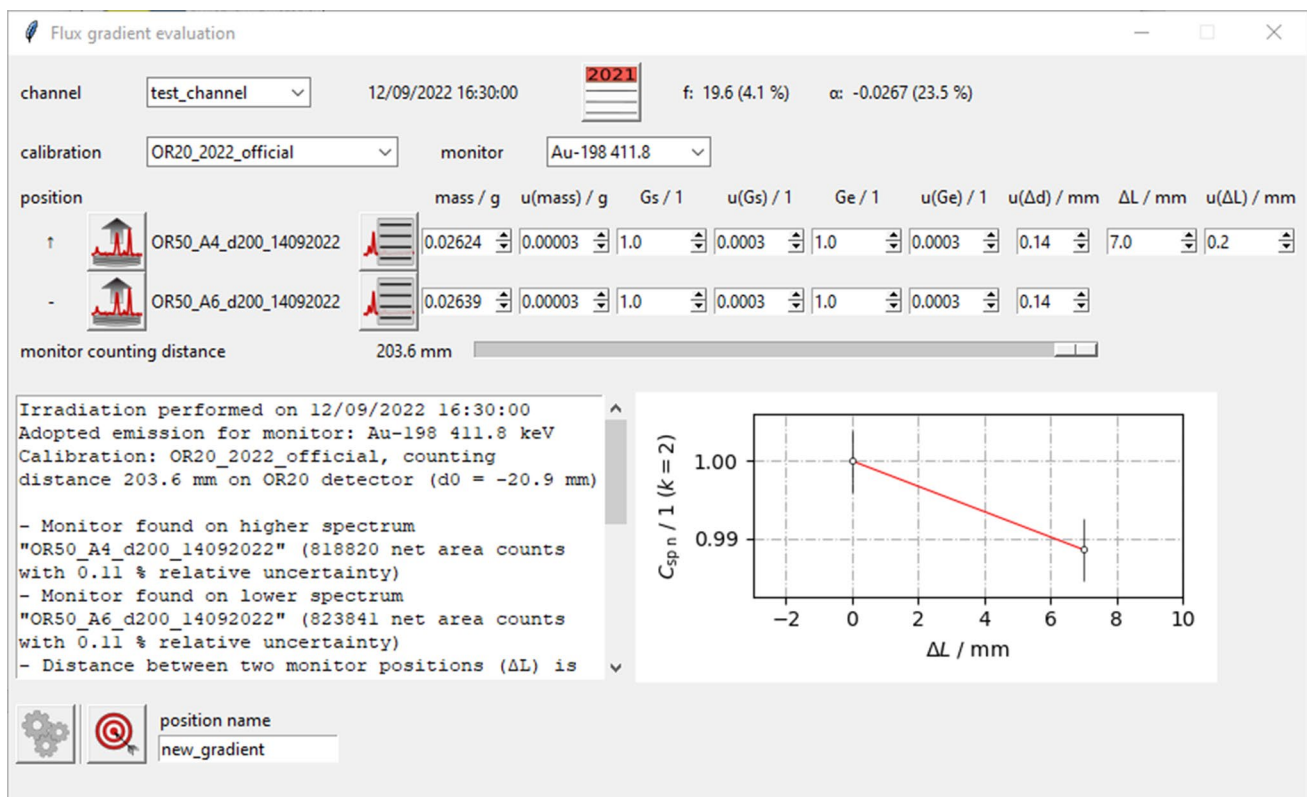 Flux gradient evaluation
channel test_channel 12/09/2022 16:30:00 2021 f: 19.6 (4.1 %) α: -0.0267 (23.5 %)
calibration OR20_2022_official monitor Au-198 411.8
position mass / g u(mass) / g Gs / 1 u(Gs) / 1 Ge / 1 u(Ge) / 1 u(Δd) / mm ΔL / mm u(ΔL) / mm
↑ OR50_A4_d200_14092022 0.02624 0.00003 1.0 0.0003 1.0 0.0003 0.14 7.0 0.2
- OR50_A6_d200_14092022 0.02639 0.00003 1.0 0.0003 1.0 0.0003 0.14
monitor counting distance 203.6 mm
Irradiation performed on 12/09/2022 16:30:00
Adopted emission for monitor: Au-198 411.8 keV
Calibration: OR20_2022_official, counting
distance 203.6 mm on OR20 detector (d0 = -20.9 mm)
- Monitor found on higher spectrum
"OR50_A4_d200_14092022" (818820 net area counts
with 0.11 % relative uncertainty)
- Monitor found on lower spectrum
"OR50_A6_d200_14092022" (823841 net area counts
with 0.11 % relative uncertainty)
- Distance between two monitor positions (ΔL) is
Csp n / 1 (k = 2)
1.00
0.99
−2 0 2 4 6 8 10
ΔL / mm
position name
new_gradient